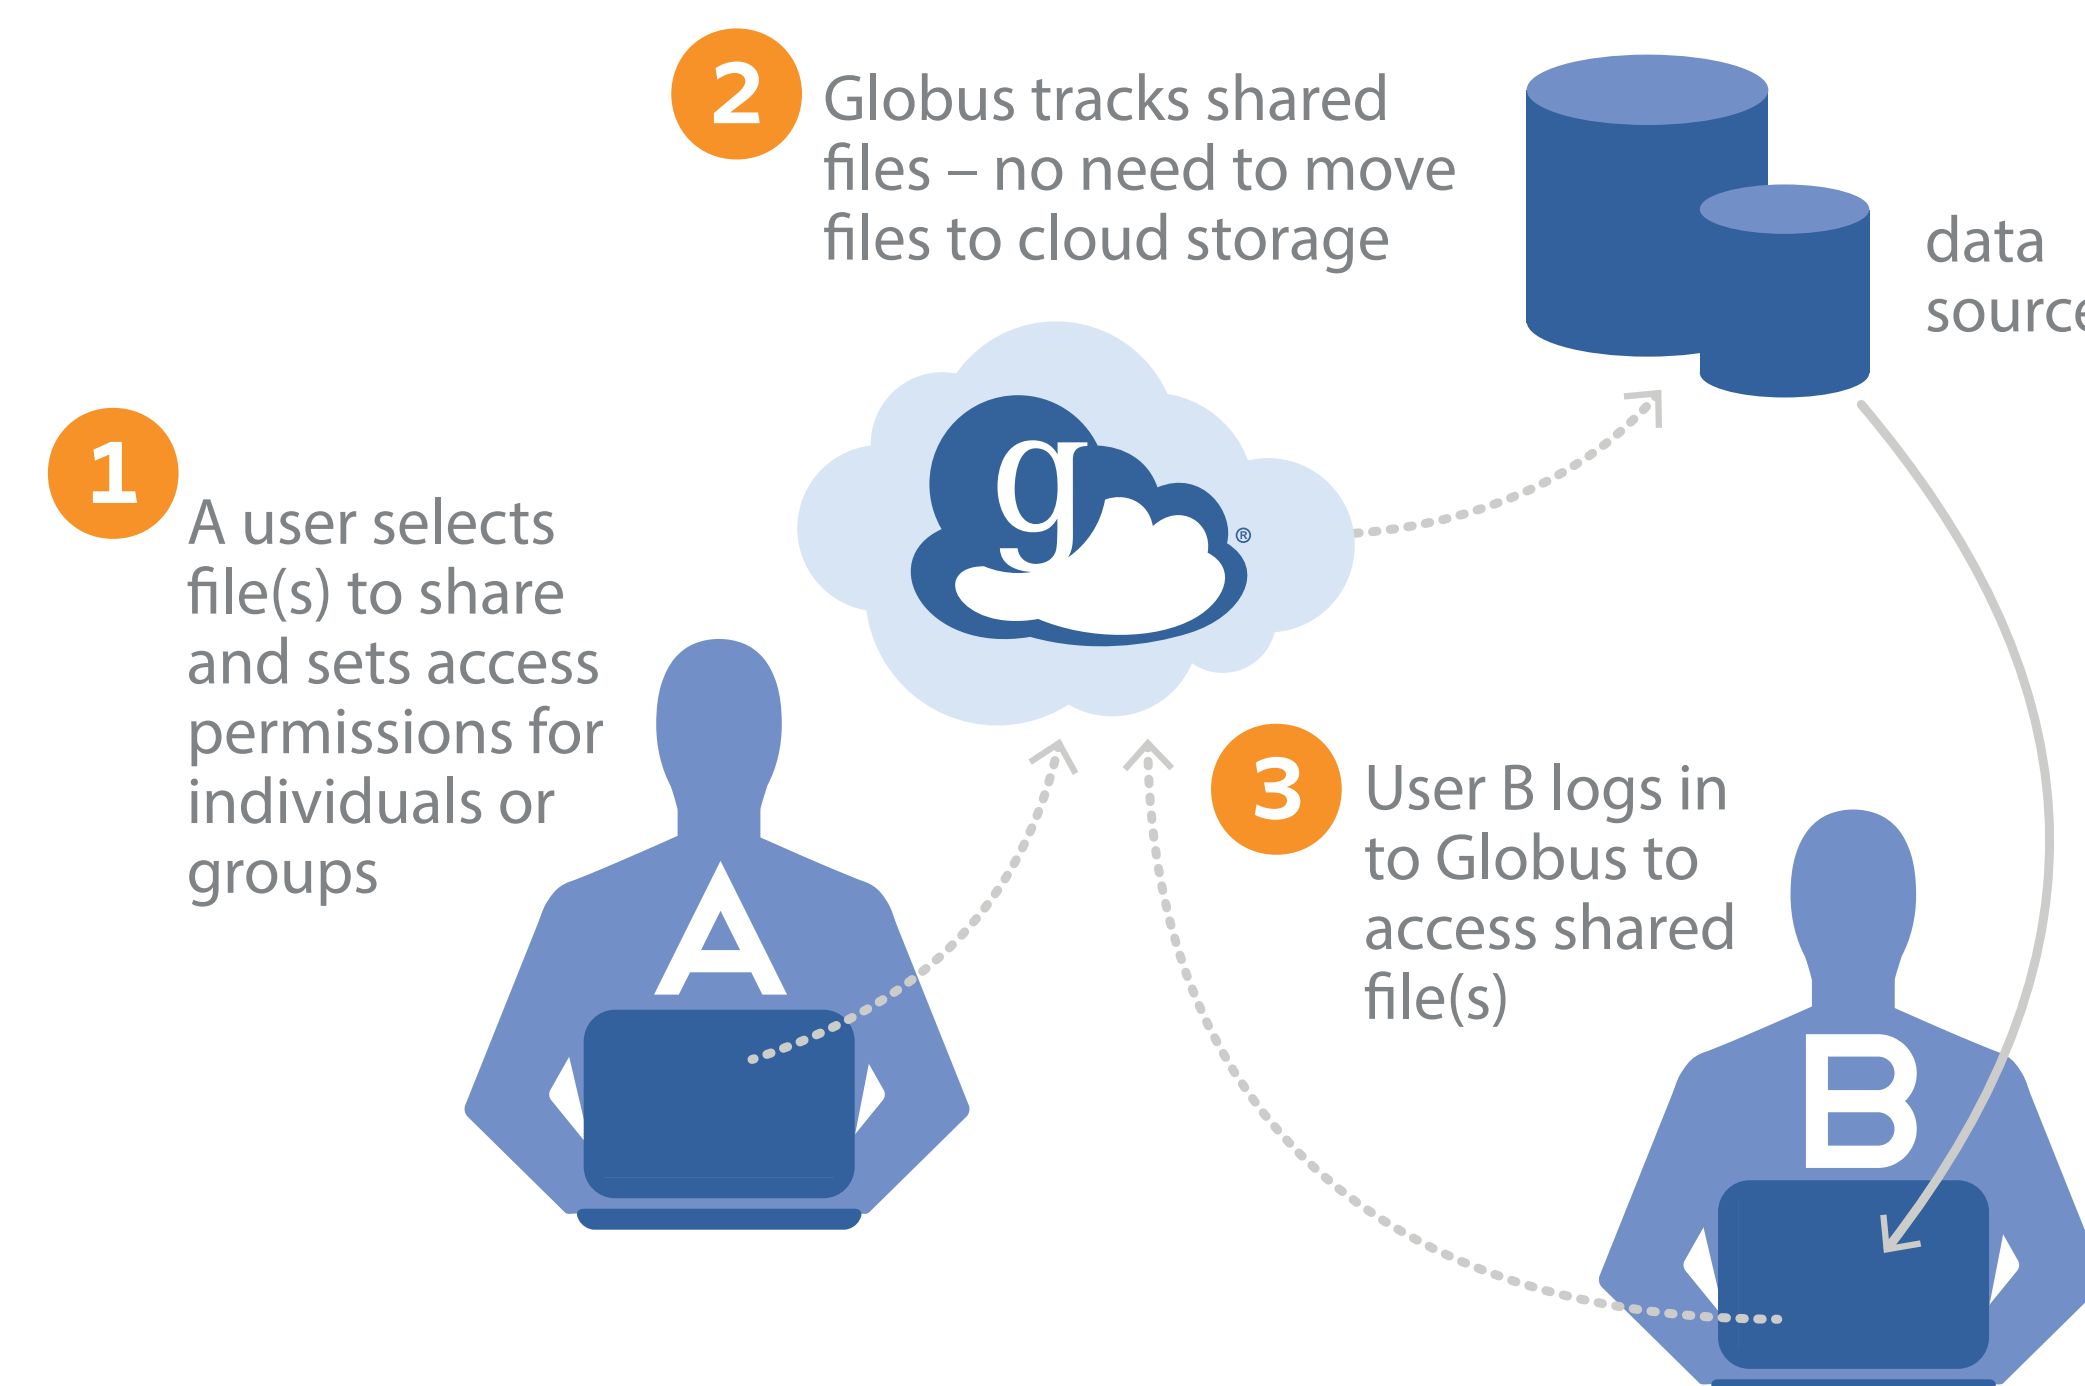 2
Globus tracks shared
files – no need to move
files to cloud storage
data
source
1
A user selects
file(s) to share
and sets access
permissions for
individuals or
groups
g
®
A
3
User B logs in
to Globus to
access shared
file(s)
B